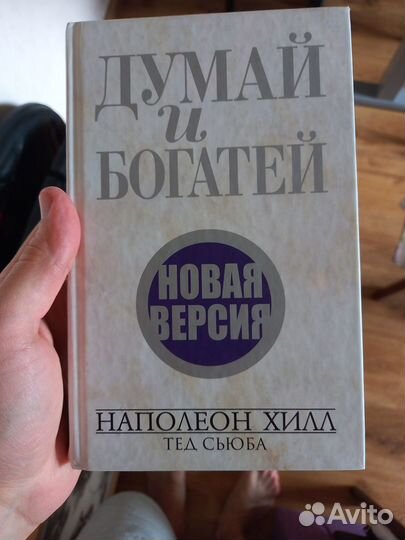 ДУМАЙ
и
БОГАТЕЙ
НОВАЯ
ВЕРСИЯ
НАПОЛЕОН ХИЛЛ
ТЕД СЬЮБА
Avito